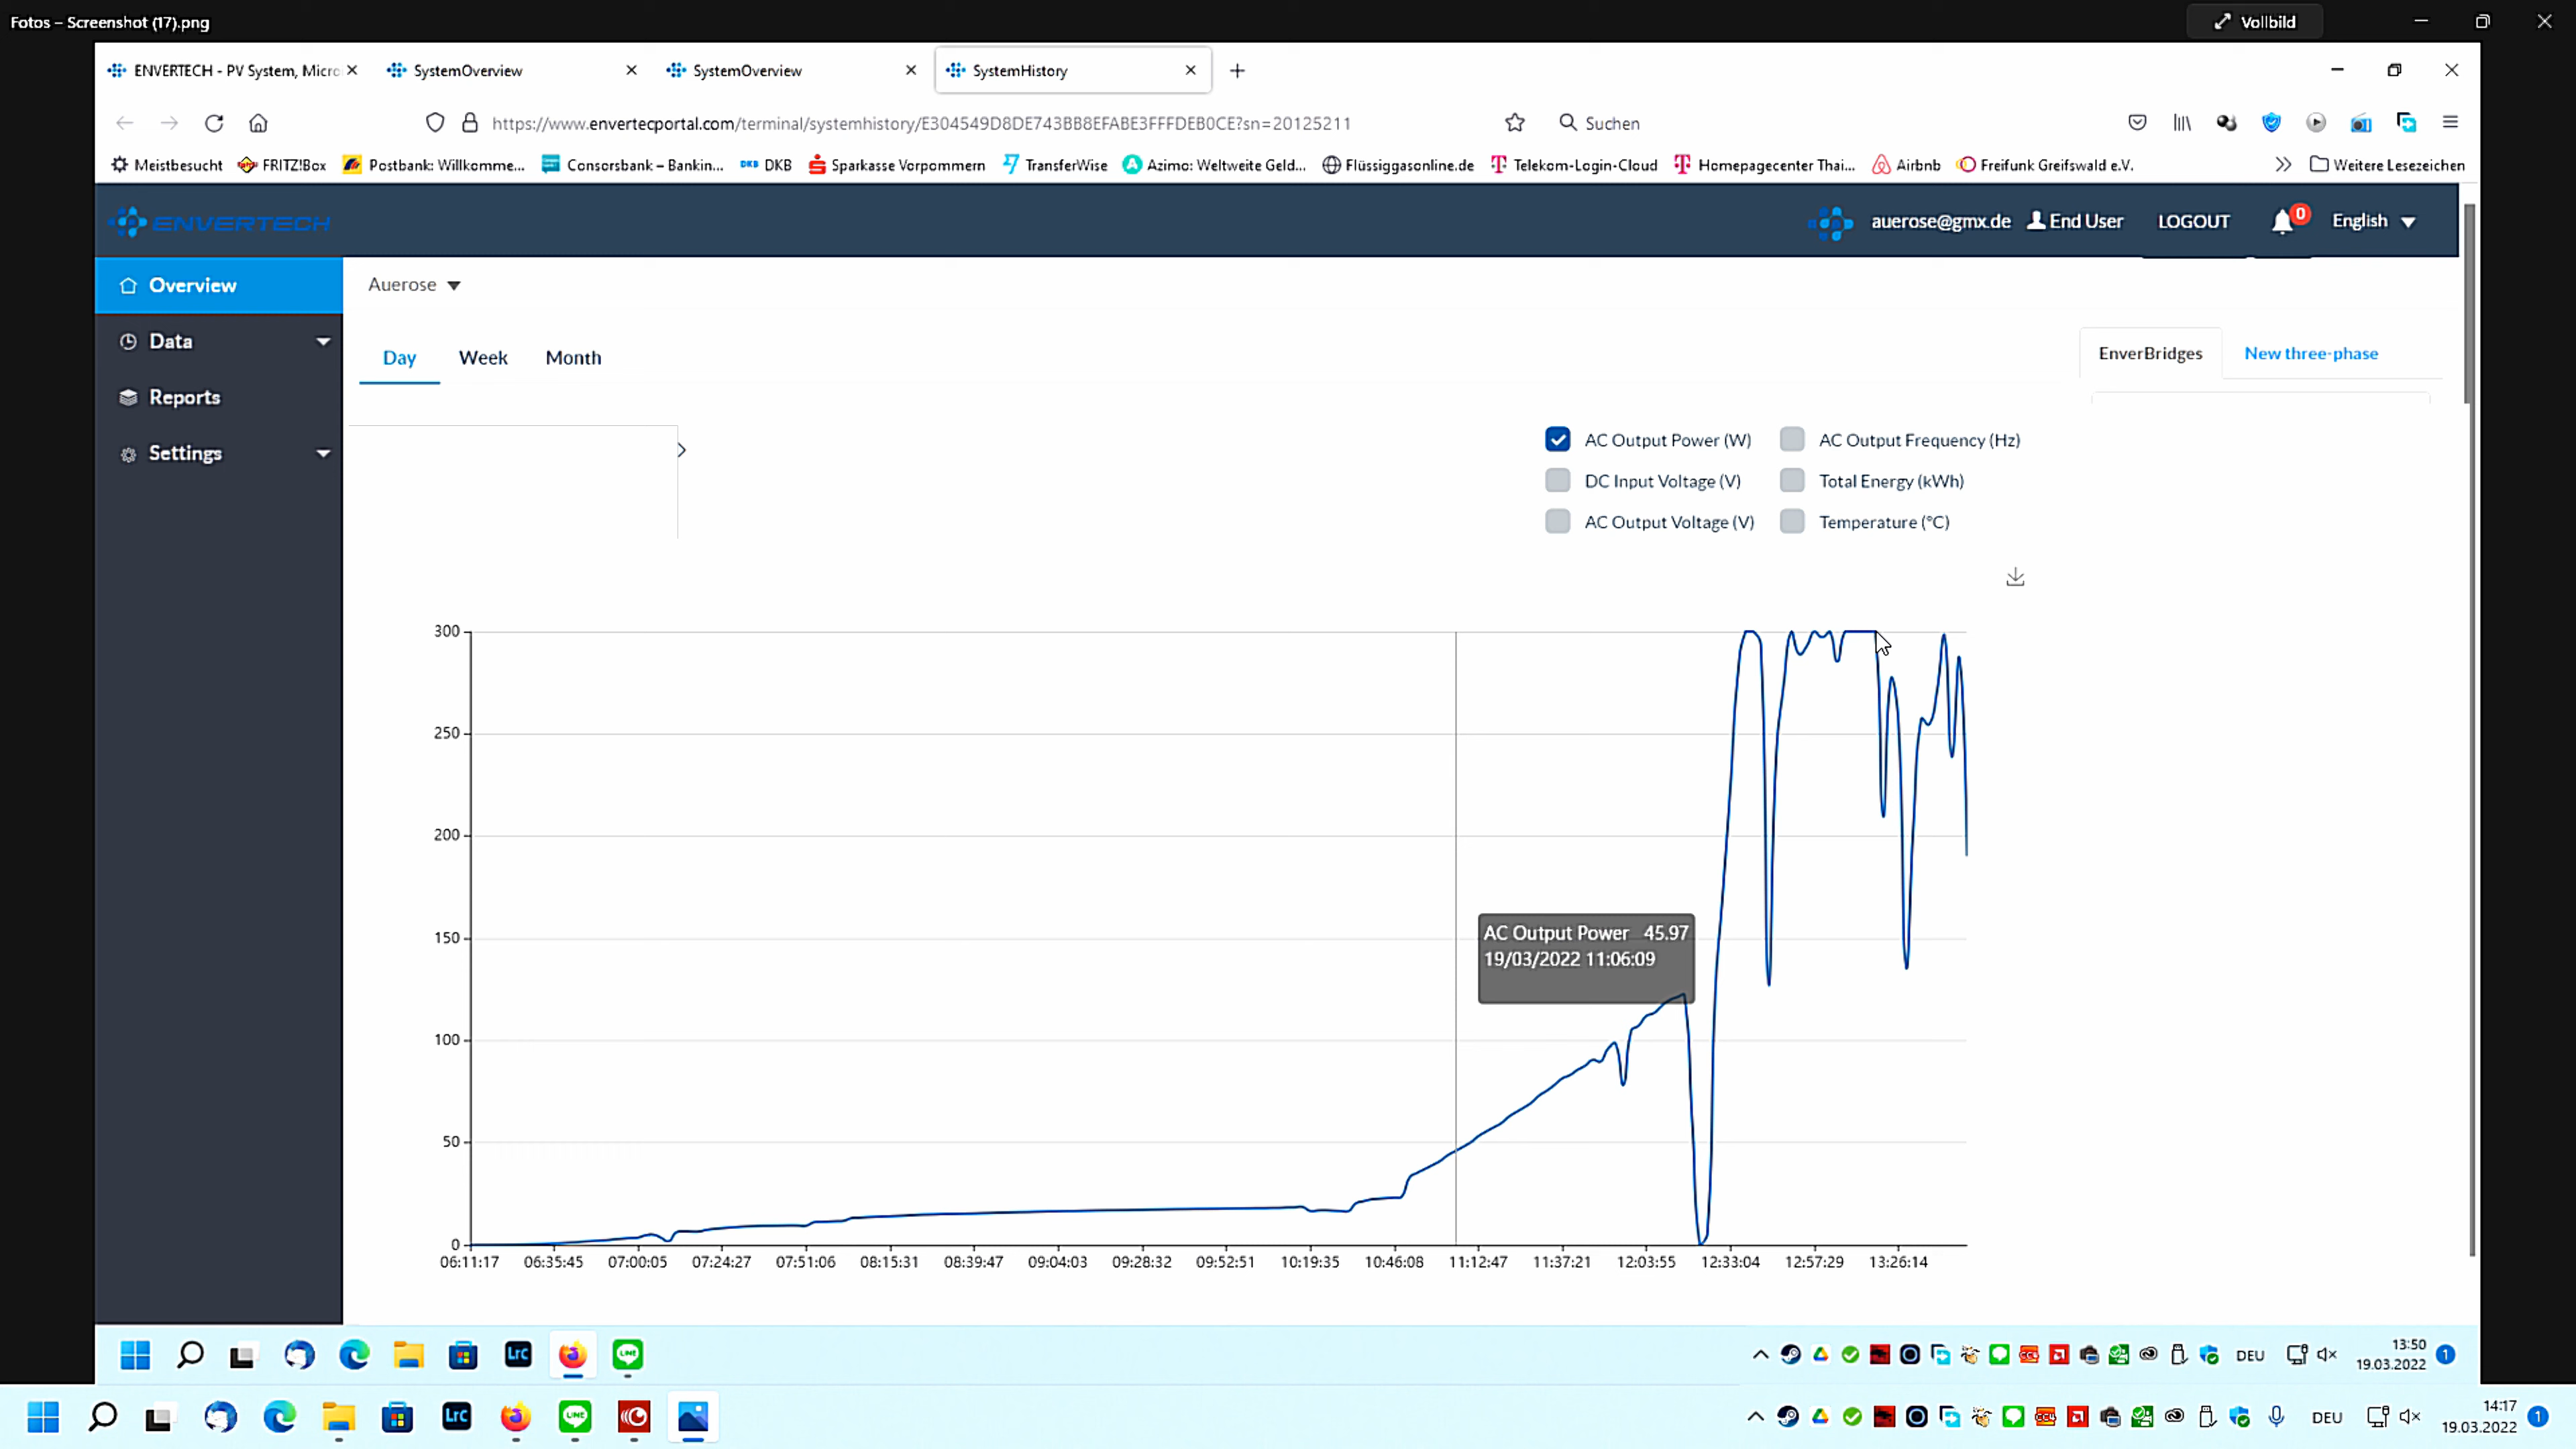 Fotos – Screenshot (17).png
Vollbild
ENVERTECH - PV System, Micro
SystemOverview
SystemOverview
SystemHistory
https://www.envertecportal.com/terminal/systemhistory/E304549D8DE743BB8EFABE3FFFDEB0CE?sn=20125211
Suchen
Meistbesucht
FRITZ!Box
Postbank: Willkomme...
Consorsbank – Bankin...
DKB DKB
Sparkasse Vorpommern
TransferWise
Azimo: Weltweite Geld...
Flüssiggasonline.de
Telekom-Login-Cloud
Homepagecenter Thai...
Airbnb
Freifunk Greifswald e.V.
Weitere Lesezeichen
ENVERTECH
auerose@gmx.de
End User
LOGOUT
0
English
Overview
Data
Reports
Settings
Auerose
Day
Week
Month
EnverBridges
New three-phase
AC Output Power (W)
AC Output Frequency (Hz)
DC Input Voltage (V)
Total Energy (kWh)
AC Output Voltage (V)
Temperature (°C)
300
250
200
150
100
50
0
AC Output Power 45.97
19/03/2022 11:06:09
06:11:17
06:35:45
07:00:05
07:24:27
07:51:06
08:15:31
08:39:47
09:04:03
09:28:32
09:52:51
10:19:35
10:46:08
11:12:47
11:37:21
12:03:55
12:33:04
12:57:29
13:26:14
Lrc
LINE
DEU
13:50
19.03.2022
1
Lrc
LINE
DEU
14:17
19.03.2022
1